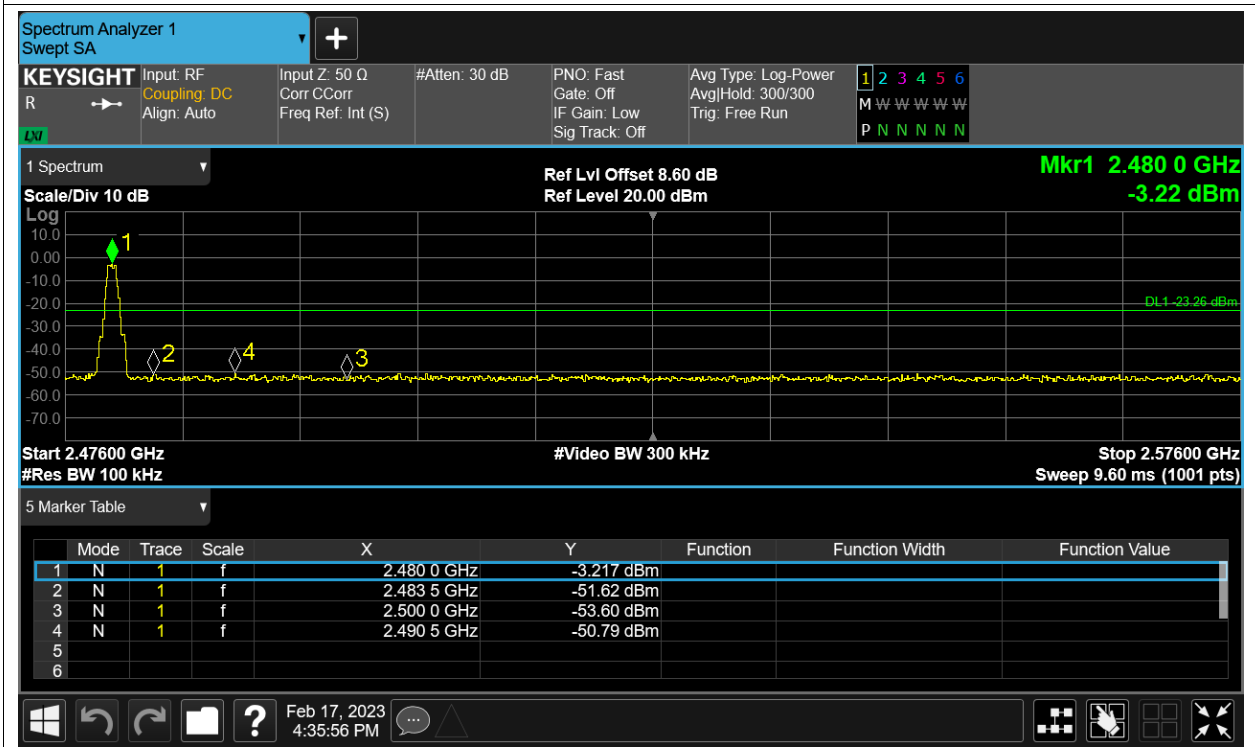 Spectrum Analyzer 1
Swept SA
KEYSIGHT Input: RF Input Z: 50 Ω #Atten: 30 dB PNO: Fast Avg Type: Log-Power 1 2 3 4 5 6
R Coupling: DC Corr CCorr Gate: Off Avg|Hold: 300/300 M W W W W W
Align: Auto Freq Ref: Int (S) IF Gain: Low Trig: Free Run
LXI Sig Track: Off P N N N N N
1 Spectrum Ref Lvl Offset 8.60 dB Mkr1 2.480 0 GHz
Scale/Div 10 dB Ref Level 20.00 dBm -3.22 dBm
Log
10.0
1
0.00
-10.0
-20.0 DL1 -23.26 dBm
-30.0
-40.0 2 4 3
-50.0
-60.0
-70.0
Start 2.47600 GHz #Video BW 300 kHz Stop 2.57600 GHz
#Res BW 100 kHz Sweep 9.60 ms (1001 pts)
5 Marker Table
Mode Trace Scale X Y Function Function Width Function Value
1 N 1 f 2.480 0 GHz -3.217 dBm
2 N 1 f 2.483 5 GHz -51.62 dBm
3 N 1 f 2.500 0 GHz -53.60 dBm
4 N 1 f 2.490 5 GHz -50.79 dBm
5
6
? Feb 17, 2023
4:35:56 PM